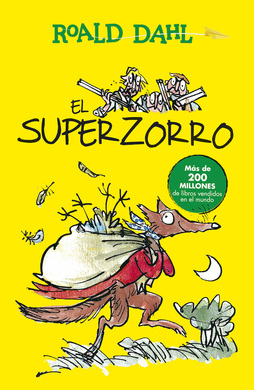 ROALD DAHL
EL
SUPERZORRO
Más de
200
MILLONES
de libros vendidos
en el mundo